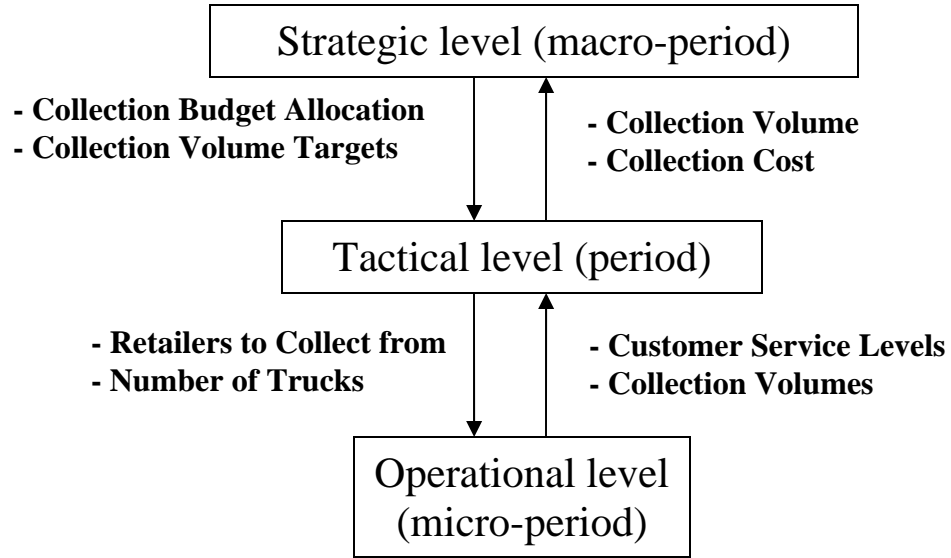 Strategic level (macro-period)
- Collection Budget Allocation
- Collection Volume Targets
- Collection Volume
- Collection Cost
Tactical level (period)
- Retailers to Collect from
- Number of Trucks
- Customer Service Levels
- Collection Volumes
Operational level
(micro-period)